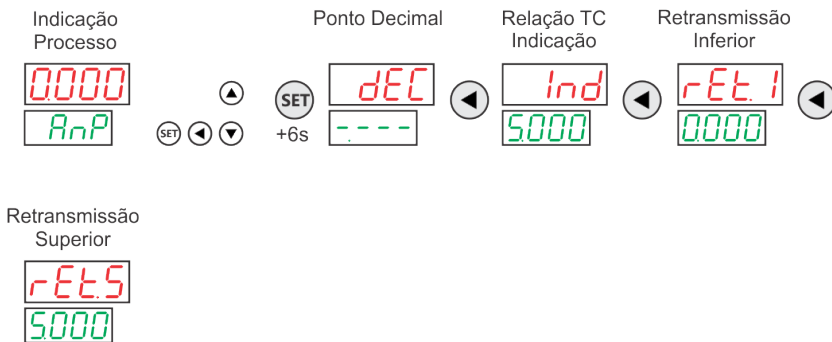 Indicação
Processo
0.000
AnP
SET
Ponto Decimal
SET
+6s
dEC
-.---
Relação TC
Indicação
Ind
5.000
Retransmissão
Inferior
rEt.I
0.000
Retransmissão
Superior
rEt.S
5.000